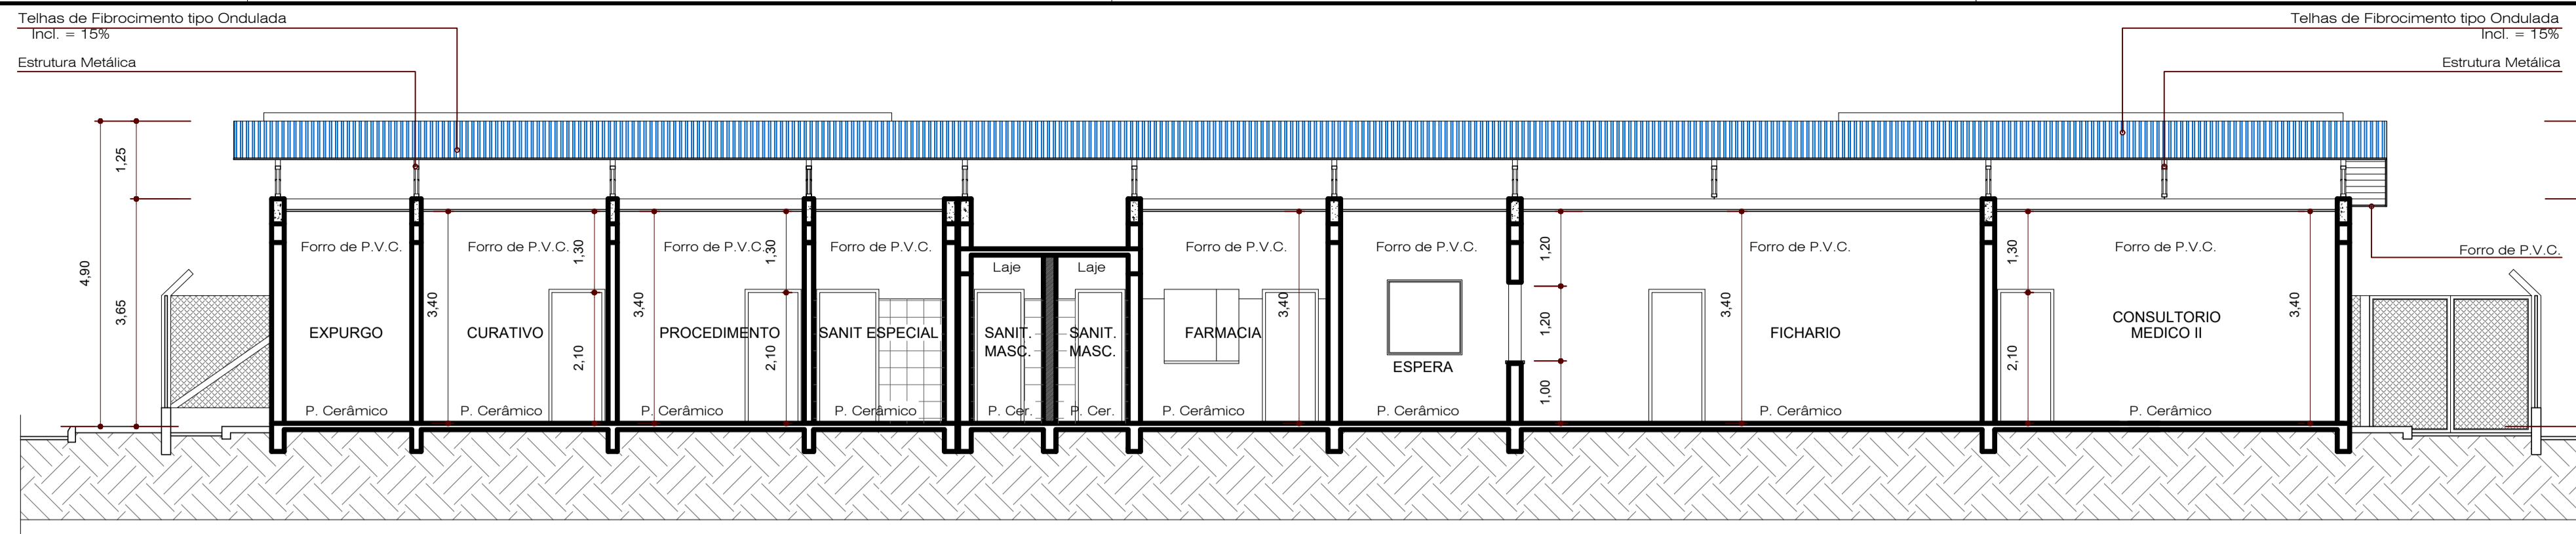 Telhas de Fibrocimento tipo Ondulada
Incl. = 15%
Estrutura Metálica
Telhas de Fibrocimento tipo Ondulada
Incl. = 15%
Estrutura Metálica
1,25
4,90
3,65
Forro de P.V.C.
Forro de P.V.C.
1,30
Forro de P.V.C.
1,30
Forro de P.V.C.
Laje
Laje
Forro de P.V.C.
Forro de P.V.C.
1,20
Forro de P.V.C.
1,30
Forro de P.V.C.
Forro de P.V.C.
3,40
3,40
3,40
1,20
3,40
3,40
EXPURGO
CURATIVO
PROCEDIMENTO
SANIT ESPECIAL
SANIT.
MASC.
SANIT.
MASC.
FARMACIA
ESPERA
FICHARIO
CONSULTORIO
MEDICO II
2,10
2,10
1,00
2,10
P. Cerâmico
P. Cerâmico
P. Cerâmico
P. Cerâmico
P. Cer.
P. Cer.
P. Cerâmico
P. Cerâmico
P. Cerâmico
P. Cerâmico